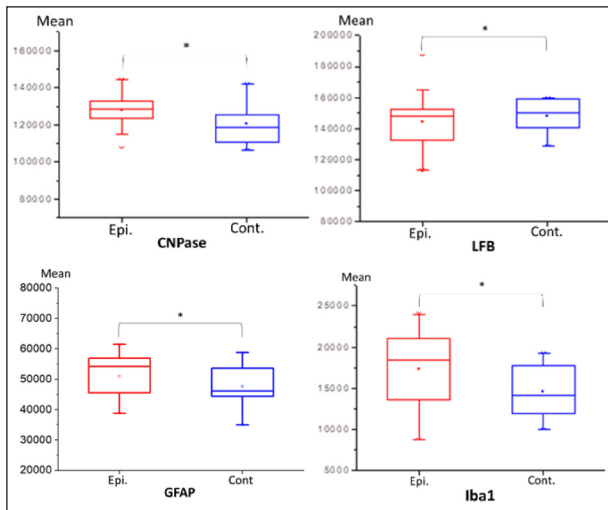 Mean
*
160000
140000
120000
100000
80000
Epi.
Cont.
CNPase
*
200000
180000
160000
140000
120000
100000
80000
Epi.
Cont.
LFB
Mean
*
80000
70000
60000
50000
40000
30000
20000
Epi.
Cont
GFAP
Mean
*
25000
20000
15000
10000
5000
Epi.
Cont.
Iba1